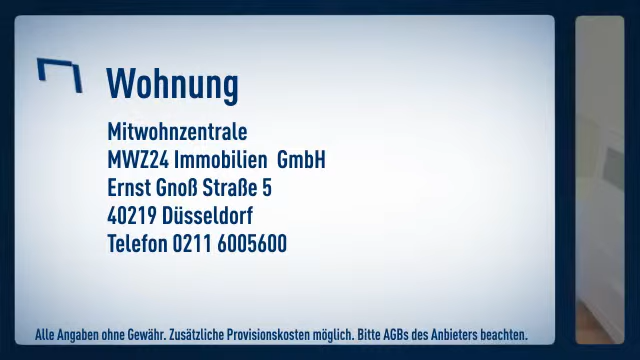 Wohnung
Mitwohnzentrale
MWZ24 Immobilien GmbH
Ernst Gnoß Straße 5
40219 Düsseldorf
Telefon 0211 6005600
Alle Angaben ohne Gewähr. Zusätzliche Provisionskosten möglich. Bitte AGBs des Anbieters beachten.